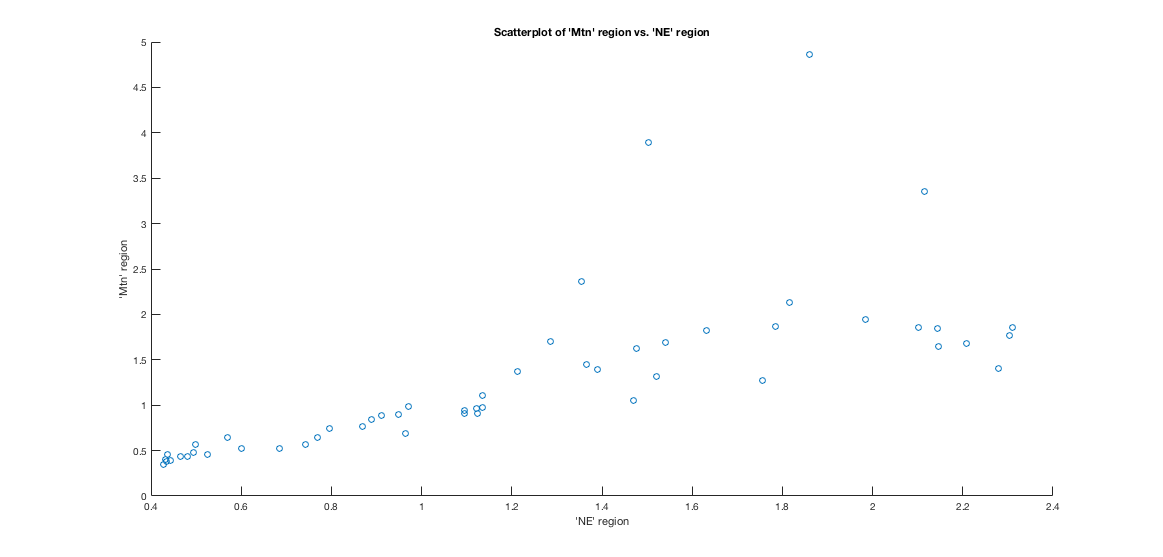 Scatterplot of 'Mtn' region vs. 'NE' region
5
4.5
4
3.5
3
2.5
2
1.5
1
0.5
0
'Mtn' region
0.4 0.6 0.8 1 1.2 1.4 1.6 1.8 2 2.2 2.4
'NE' region